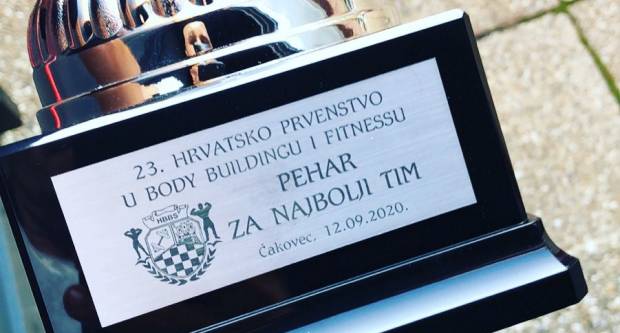 23. HRVATSKO PRVENSTVO
U BODY BUILDINGU I FITNESSU
PEHAR
ZA NAJBOLJI TIM
HBBS
Čakovec, 12.09.2020.